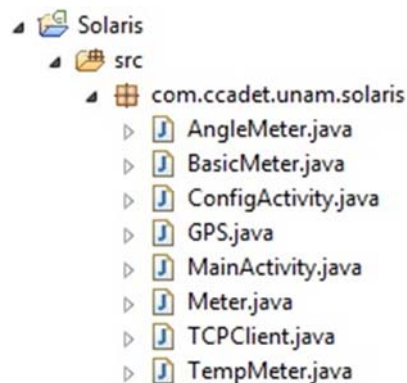 Solaris
src
com.ccadet.unam.solaris
AngleMeter.java
BasicMeter.java
ConfigActivity.java
GPS.java
MainActivity.java
Meter.java
TCPClient.java
TempMeter.java